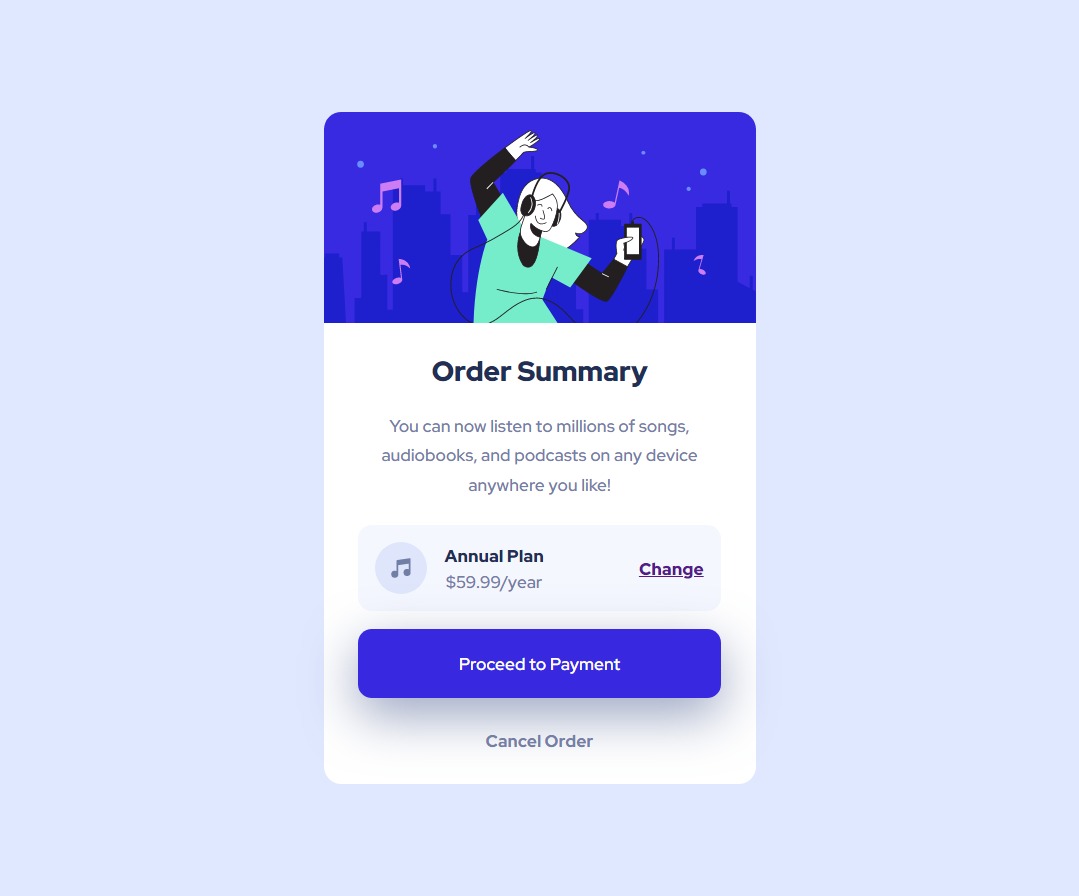 Order Summary
You can now listen to millions of songs,
audiobooks, and podcasts on any device
anywhere you like!
Annual Plan
$59.99/year
Change
Proceed to Payment
Cancel Order